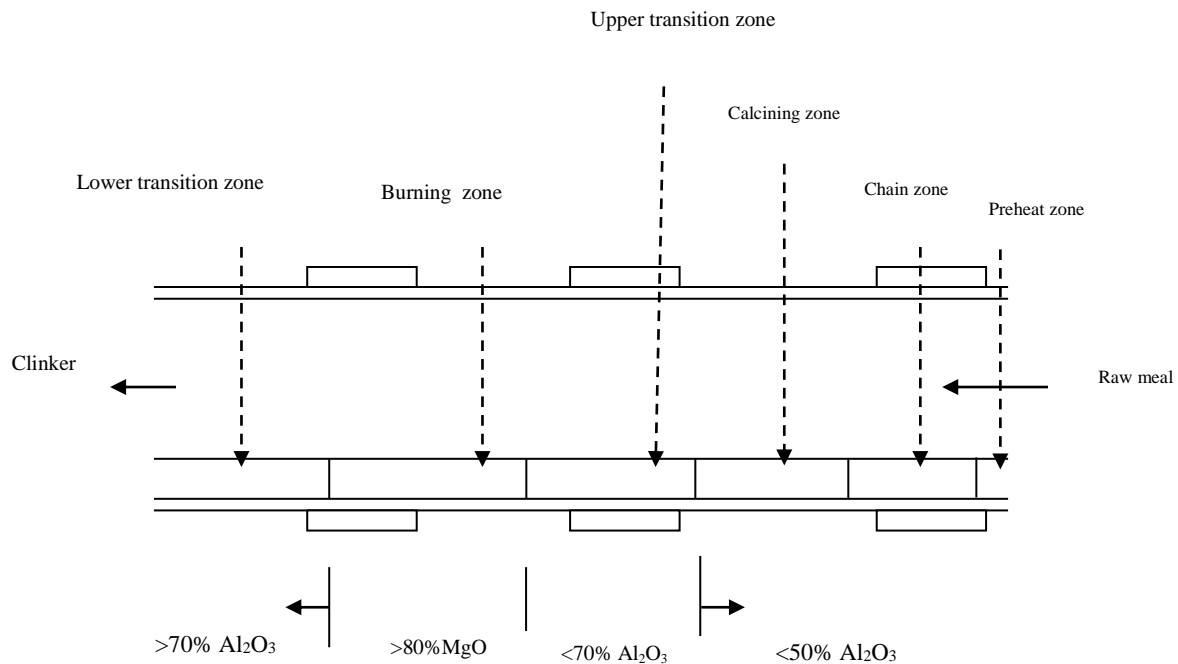 Upper transition zone
Calcining zone
Lower transition zone
Burning zone
Chain zone
Preheat zone
Clinker
Raw meal
>70% Al₂O₃
>80%MgO
<70% Al₂O₃
<50% Al₂O₃